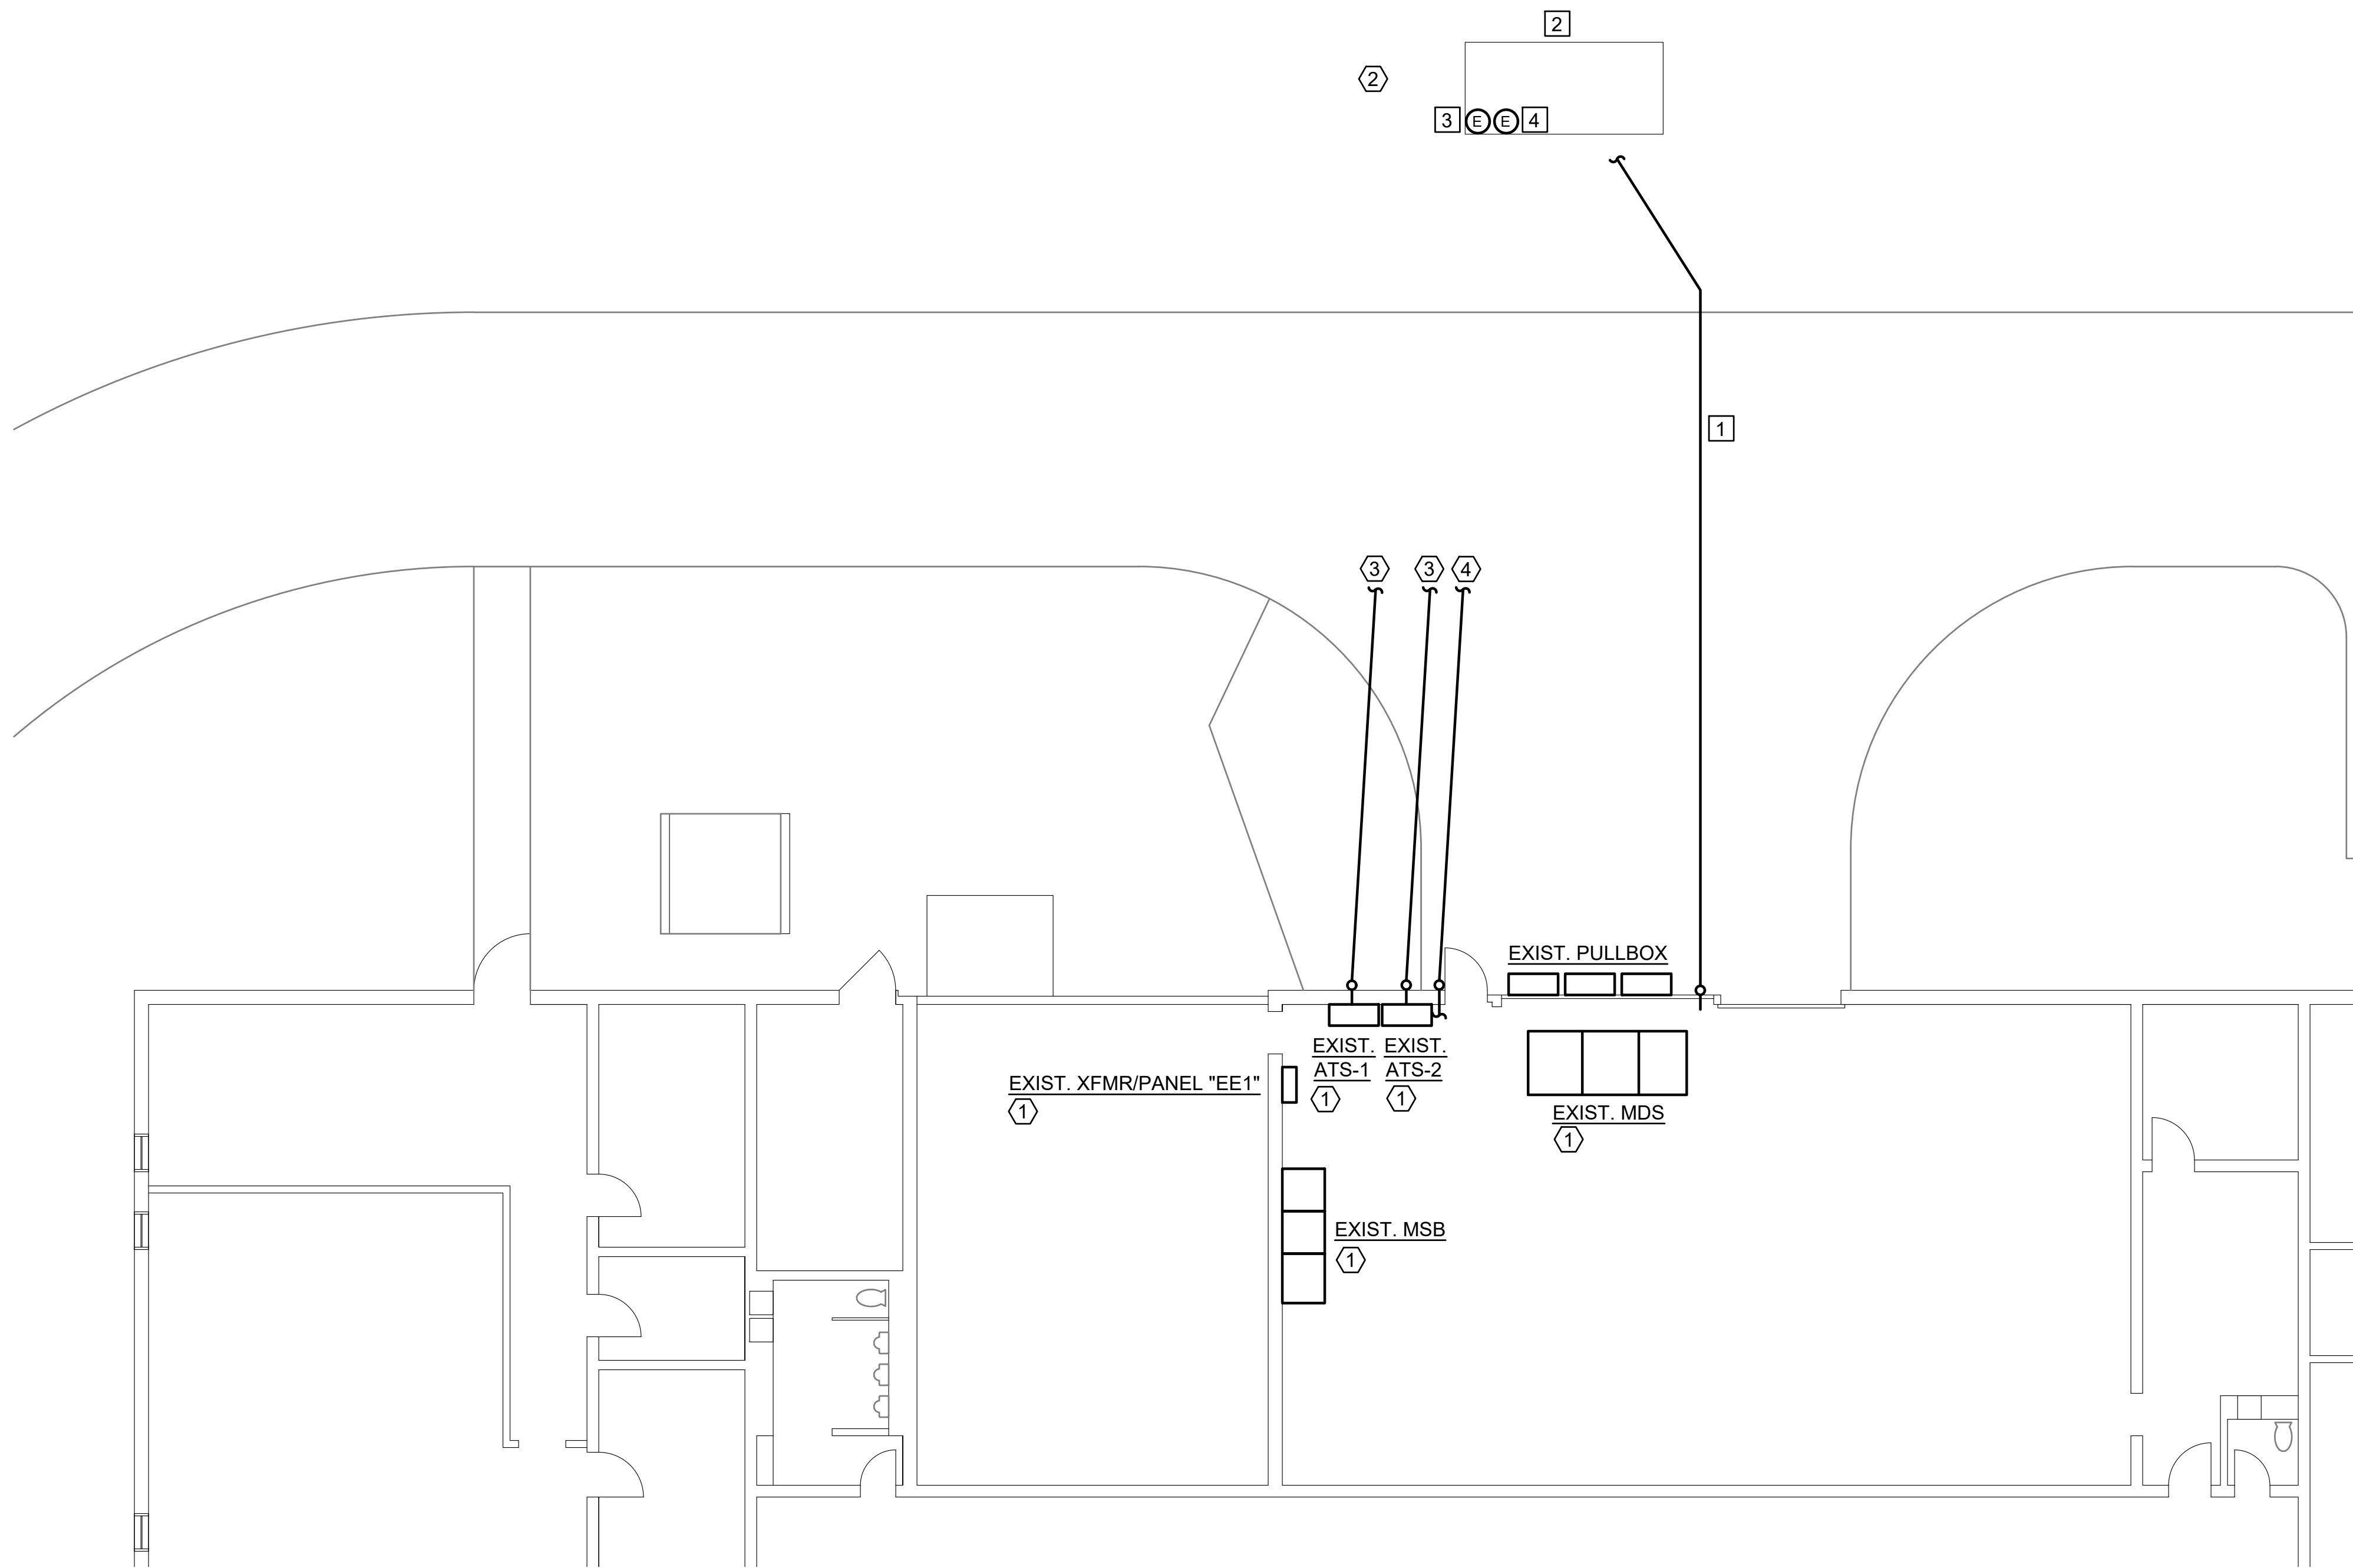 2
2
3 E E 4
1
3 3 4
EXIST. PULLBOX
EXIST.
ATS-1
1
EXIST.
ATS-2
1
EXIST. XFMR/PANEL "EE1"
1
EXIST. MDS
1
EXIST. MSB
1